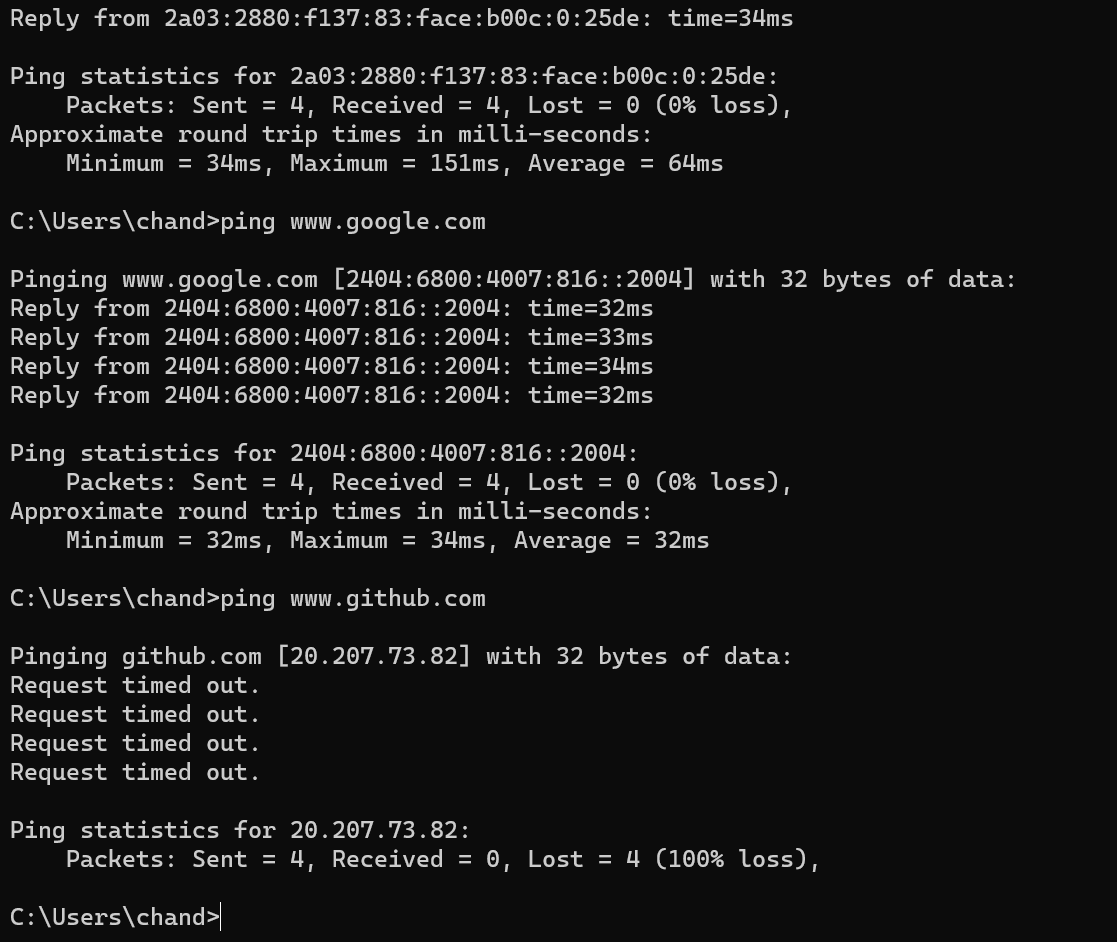 Reply from 2a03:2880:f137:83:face:b00c:0:25de: time=34ms
Ping statistics for 2a03:2880:f137:83:face:b00c:0:25de:
    Packets: Sent = 4, Received = 4, Lost = 0 (0% loss),
Approximate round trip times in milli-seconds:
    Minimum = 34ms, Maximum = 151ms, Average = 64ms
C:\Users\chand>ping www.google.com
Pinging www.google.com [2404:6800:4007:816::2004] with 32 bytes of data:
Reply from 2404:6800:4007:816::2004: time=32ms
Reply from 2404:6800:4007:816::2004: time=33ms
Reply from 2404:6800:4007:816::2004: time=34ms
Reply from 2404:6800:4007:816::2004: time=32ms
Ping statistics for 2404:6800:4007:816::2004:
    Packets: Sent = 4, Received = 4, Lost = 0 (0% loss),
Approximate round trip times in milli-seconds:
    Minimum = 32ms, Maximum = 34ms, Average = 32ms
C:\Users\chand>ping www.github.com
Pinging github.com [20.207.73.82] with 32 bytes of data:
Request timed out.
Request timed out.
Request timed out.
Request timed out.
Ping statistics for 20.207.73.82:
    Packets: Sent = 4, Received = 0, Lost = 4 (100% loss),
C:\Users\chand>